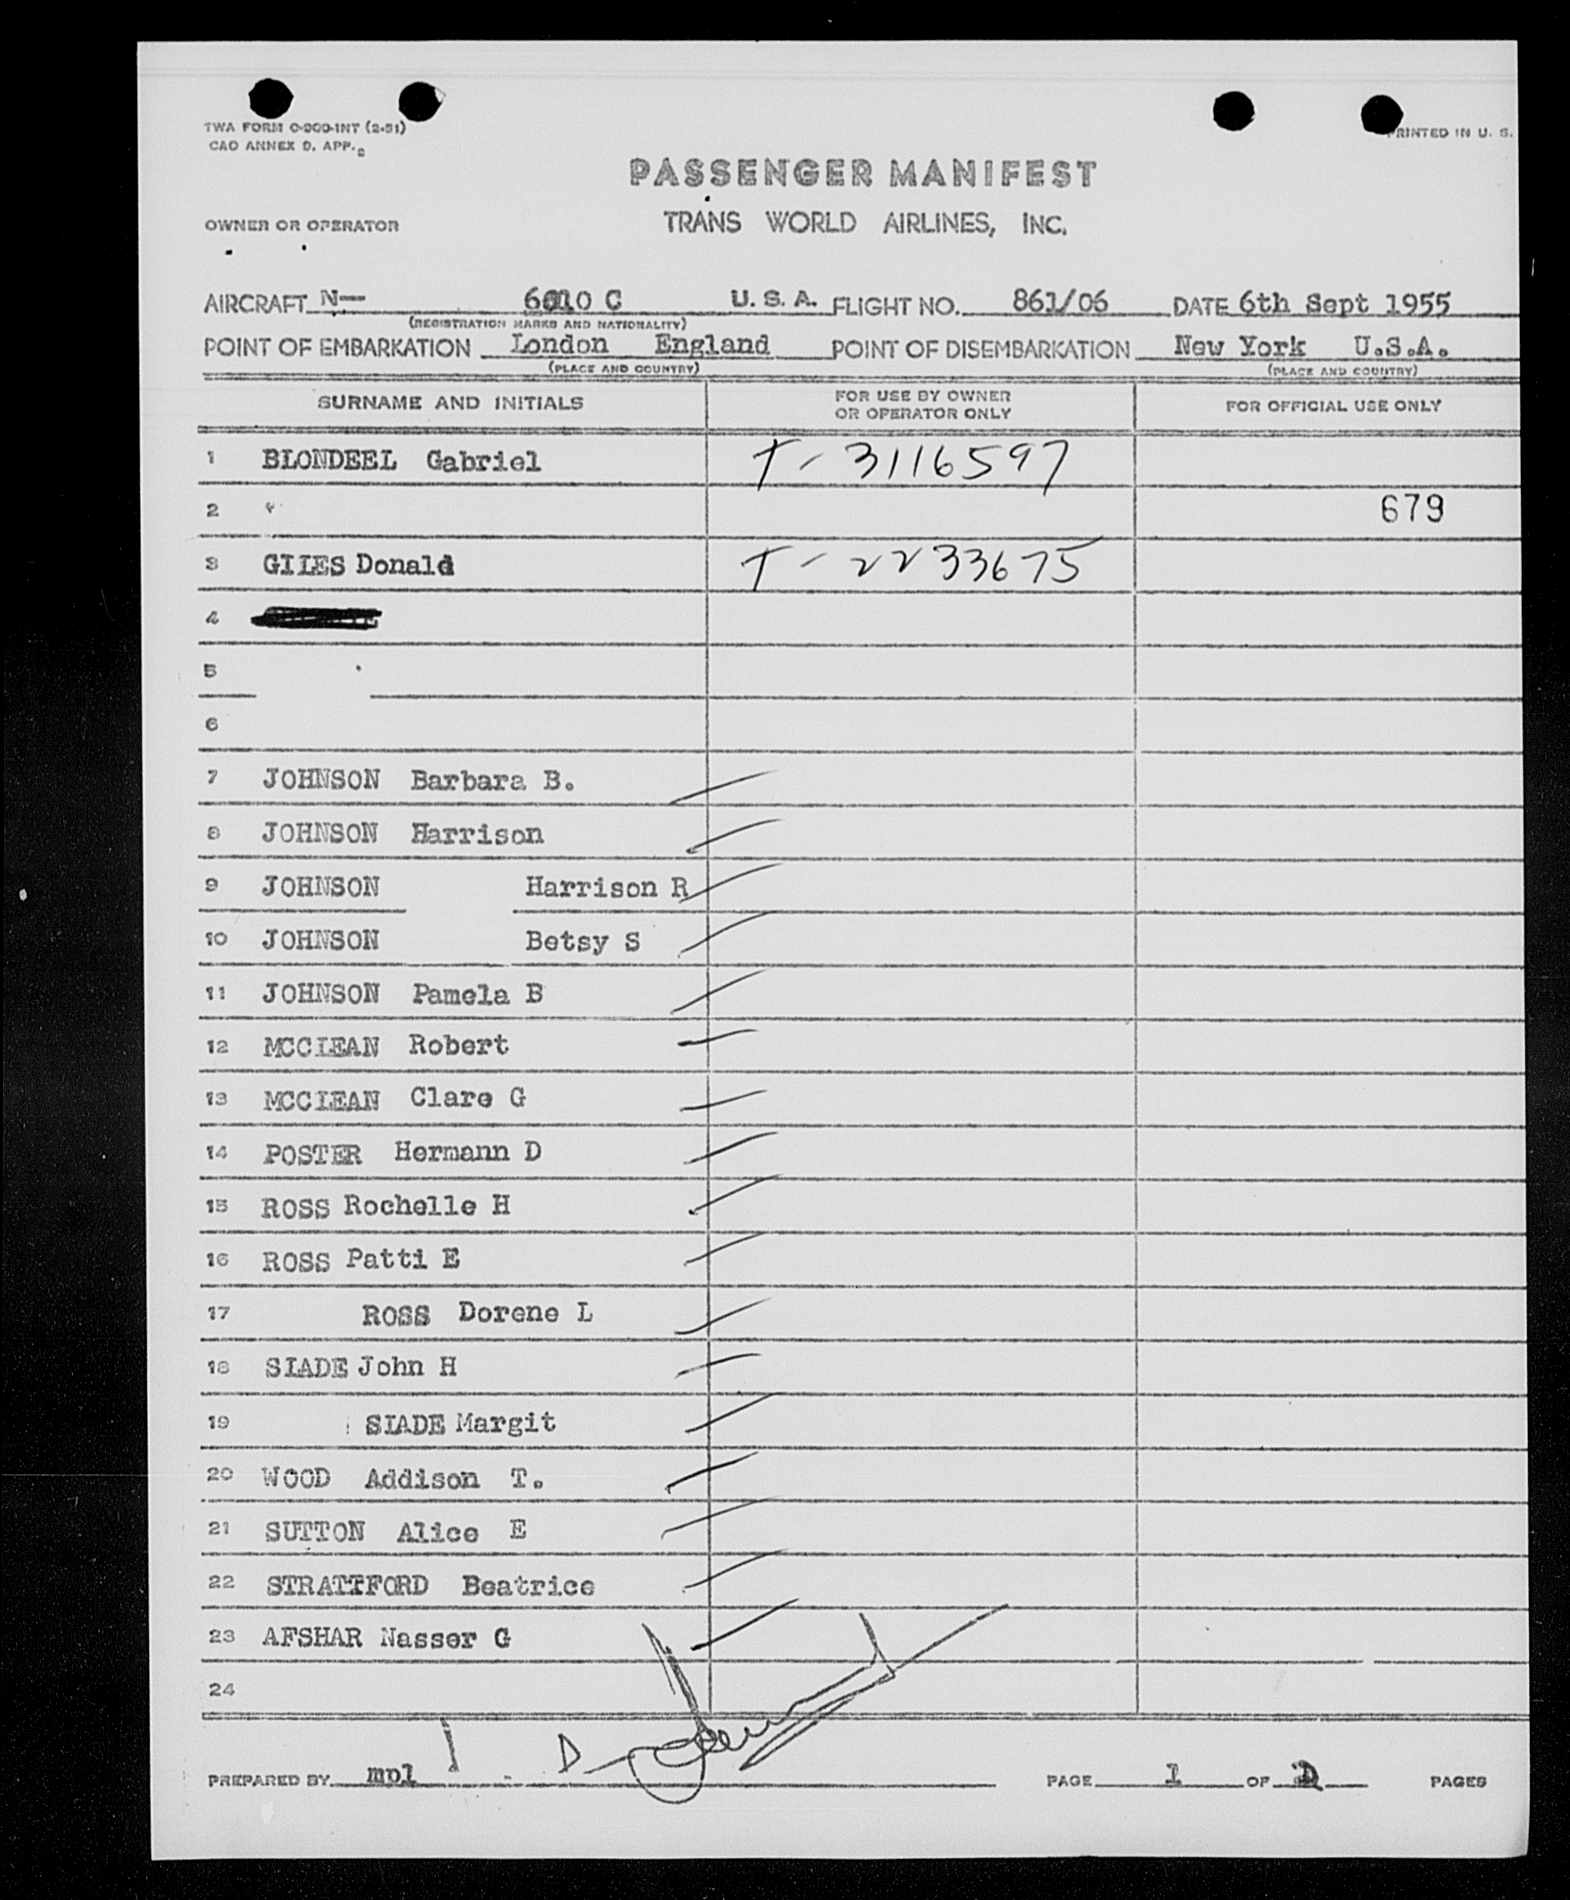 TWA FORM O-900-INT (2-51)
PRINTED IN U. S.
CAO ANNEX D. APP.
PASSENGER MANIFEST
OWNER OR OPERATOR
TRANS WORLD AIRLINES, INC.
AIRCRAFT N— C U. S. A. FLIGHT NO. 861/06 DATE 6th Sept 1955
(REGISTRATION MARKS AND NATIONALITY)
POINT OF EMBARKATION London England POINT OF DISEMBARKATION New York U.S.A.
(PLACE AND COUNTRY) (PLACE AND COUNTRY)
SURNAME AND INITIALS FOR USE BY OWNER OR OPERATOR ONLY FOR OFFICIAL USE ONLY
1 BLONDEEL Gabriel T-3116597
2 679
3 GILES Donald T-2233675
4
5
6
7 JOHNSON Barbara B.
8 JOHNSON Harrison
9 JOHNSON Harrison R
10 JOHNSON Betsy S
11 JOHNSON Pamela B
12 MCCLEAN Robert
13 MCCLEAN Clare G
14 POSTER Hermann D
15 ROSS Rochelle H
16 ROSS Patti E
17 ROSS Dorene L
18 SLADE John H
19 SLADE Margit
20 WOOD Addison T.
21 SUTTON Alice E
22 STRATTFORD Beatrice
23 AFSHAR Nasser G
24
PREPARED BY mpl PAGE 1 OF 2 PAGES